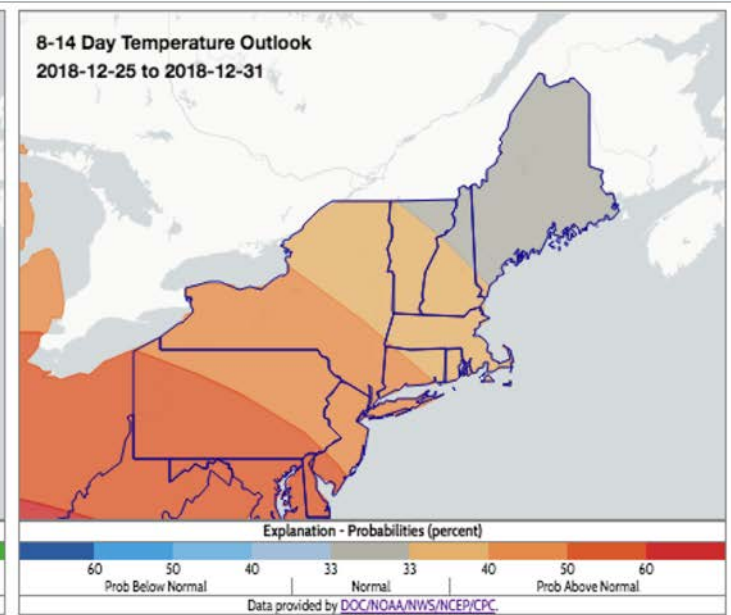 8-14 Day Temperature Outlook
2018-12-25 to 2018-12-31
Explanation - Probabilities (percent)
60 50 40 33 33 40 50 60
Prob Below Normal | Normal | Prob Above Normal
Data provided by DOC/NOAA/NWS/NCEP/CPC.